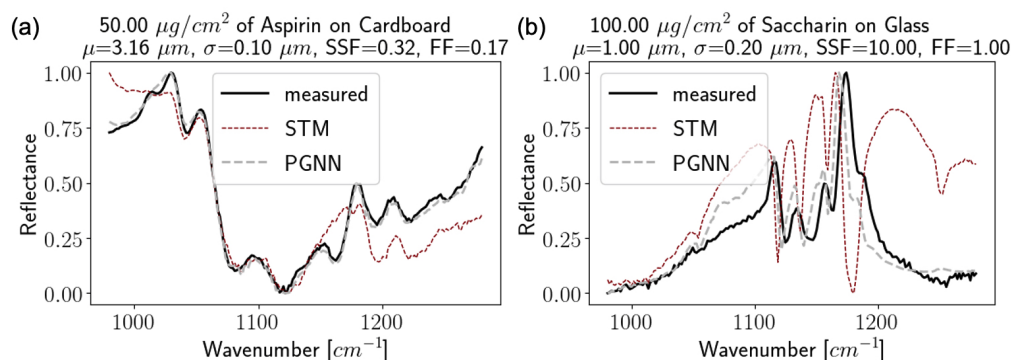 (a)
50.00 μg/cm² of Aspirin on Cardboard
μ=3.16 μm, σ=0.10 μm, SSF=0.32, FF=0.17
1.00
0.75
0.50
0.25
0.00
Reflectance
measured
STM
PGNN
1000
1100
1200
Wavenumber [cm⁻¹]
(b)
100.00 μg/cm² of Saccharin on Glass
μ=1.00 μm, σ=0.20 μm, SSF=10.00, FF=1.00
1.00
0.75
0.50
0.25
0.00
Reflectance
measured
STM
PGNN
1000
1100
1200
Wavenumber [cm⁻¹]